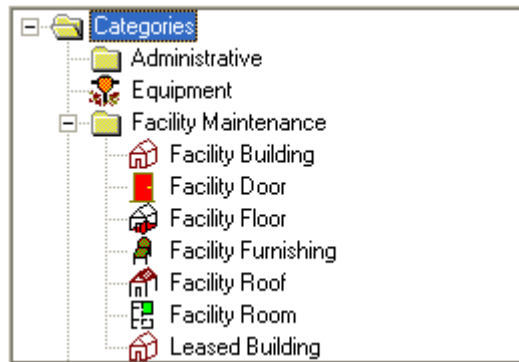 Categories
Administrative
Equipment
Facility Maintenance
Facility Building
Facility Door
Facility Floor
Facility Furnishing
Facility Roof
Facility Room
Leased Building